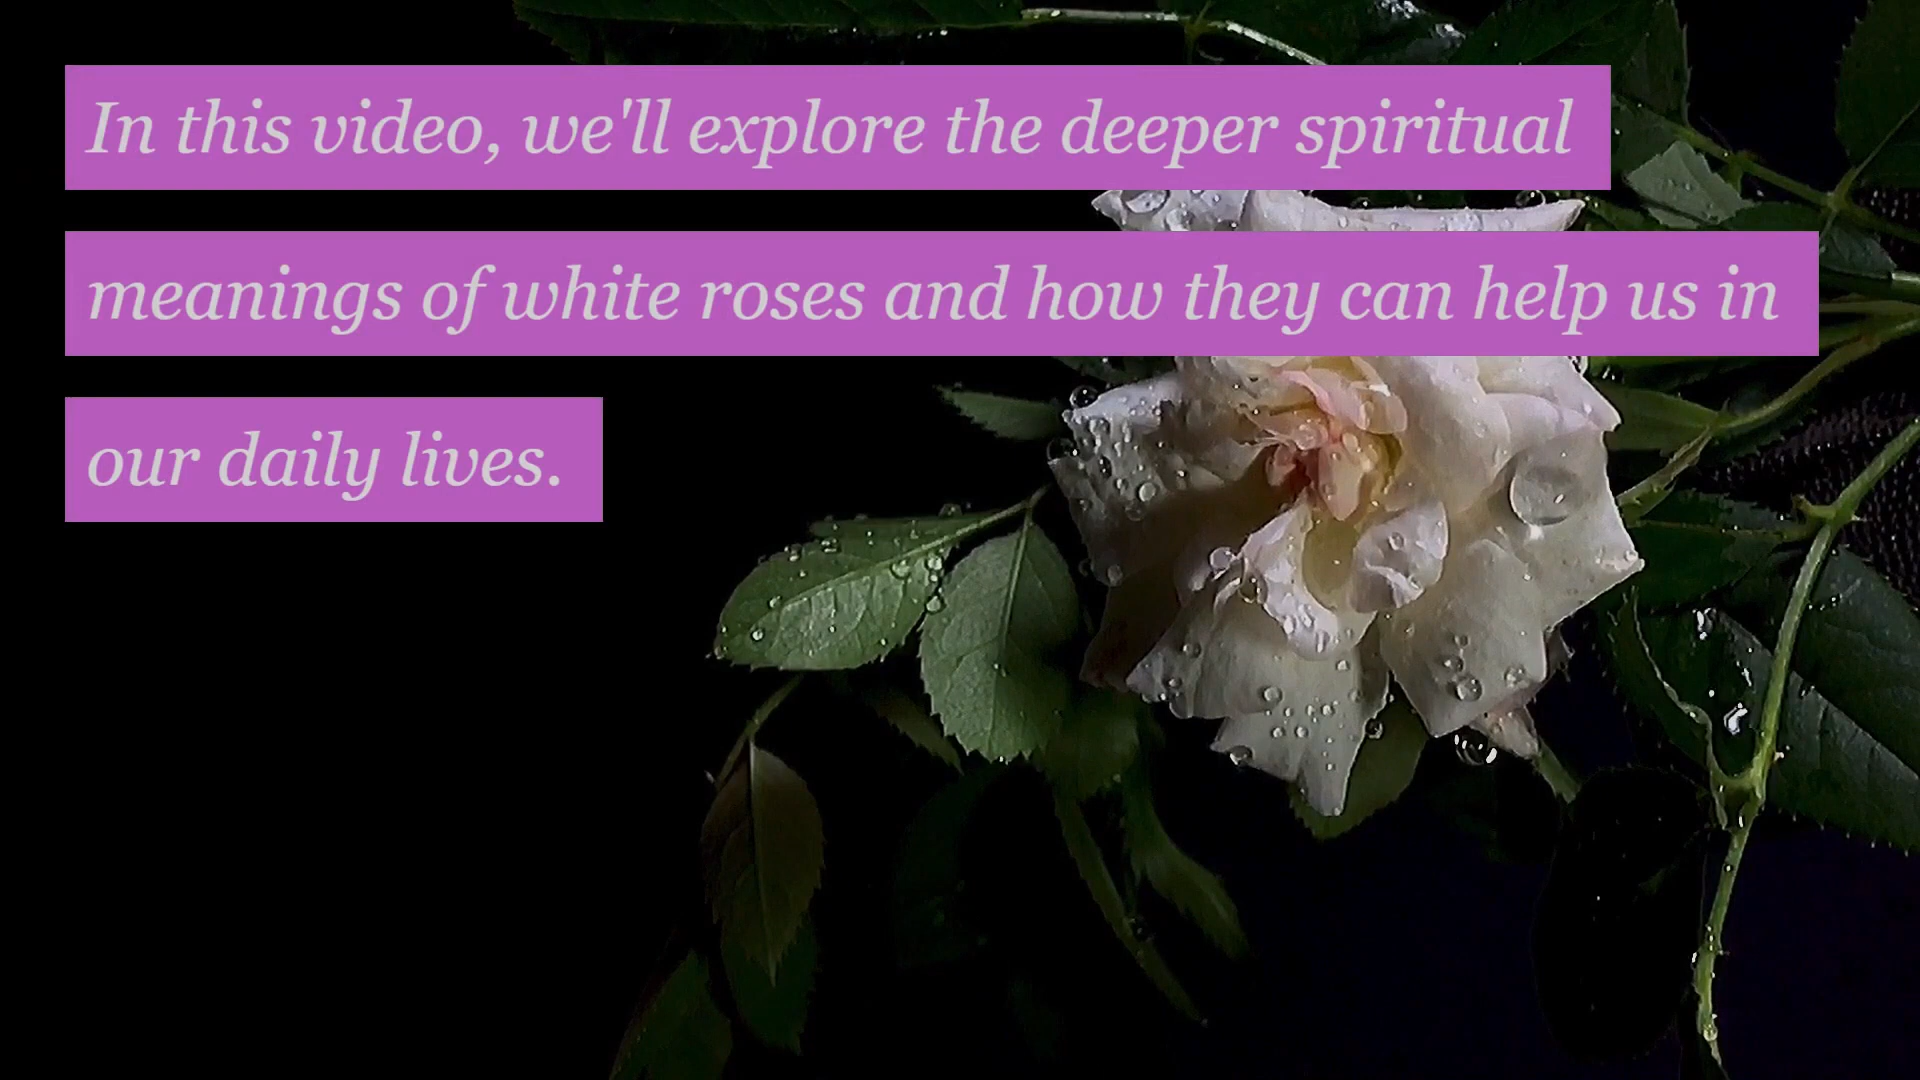 In this video, we'll explore the deeper spiritual
meanings of white roses and how they can help us in
our daily lives.